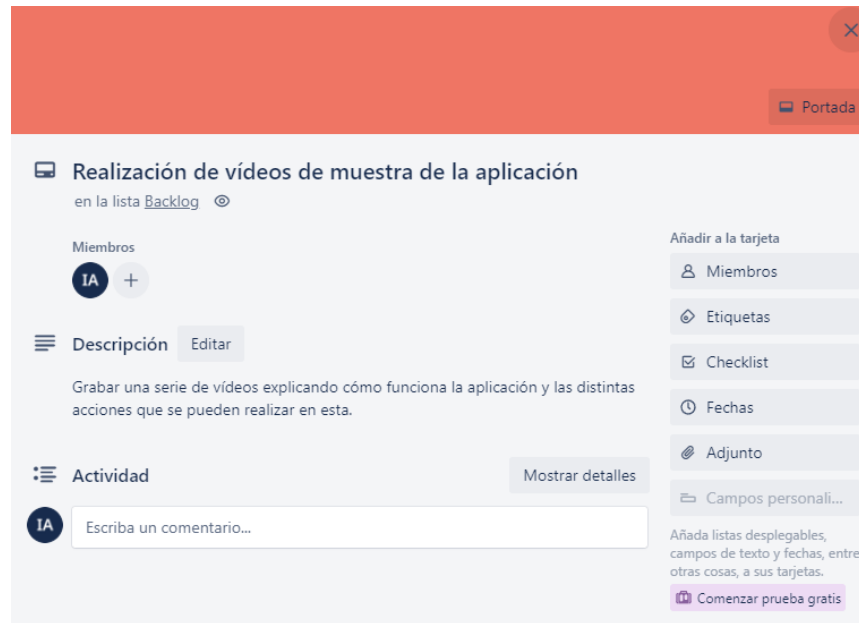 Portada
Realización de vídeos de muestra de la aplicación
en la lista Backlog
Miembros
IA
Descripción Editar
Grabar una serie de vídeos explicando cómo funciona la aplicación y las distintas
acciones que se pueden realizar en esta.
Actividad Mostrar detalles
IA Escriba un comentario...
Añadir a la tarjeta
Miembros
Etiquetas
Checklist
Fechas
Adjunto
Campos personali...
Añada listas desplegables,
campos de texto y fechas, entre
otras cosas, a sus tarjetas.
Comenzar prueba gratis